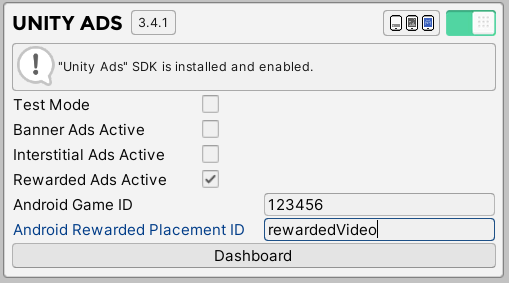 UNITY ADS 3.4.1
"Unity Ads" SDK is installed and enabled.
Test Mode
Banner Ads Active
Interstitial Ads Active
Rewarded Ads Active
Android Game ID 123456
Android Rewarded Placement ID rewardedVideo
Dashboard